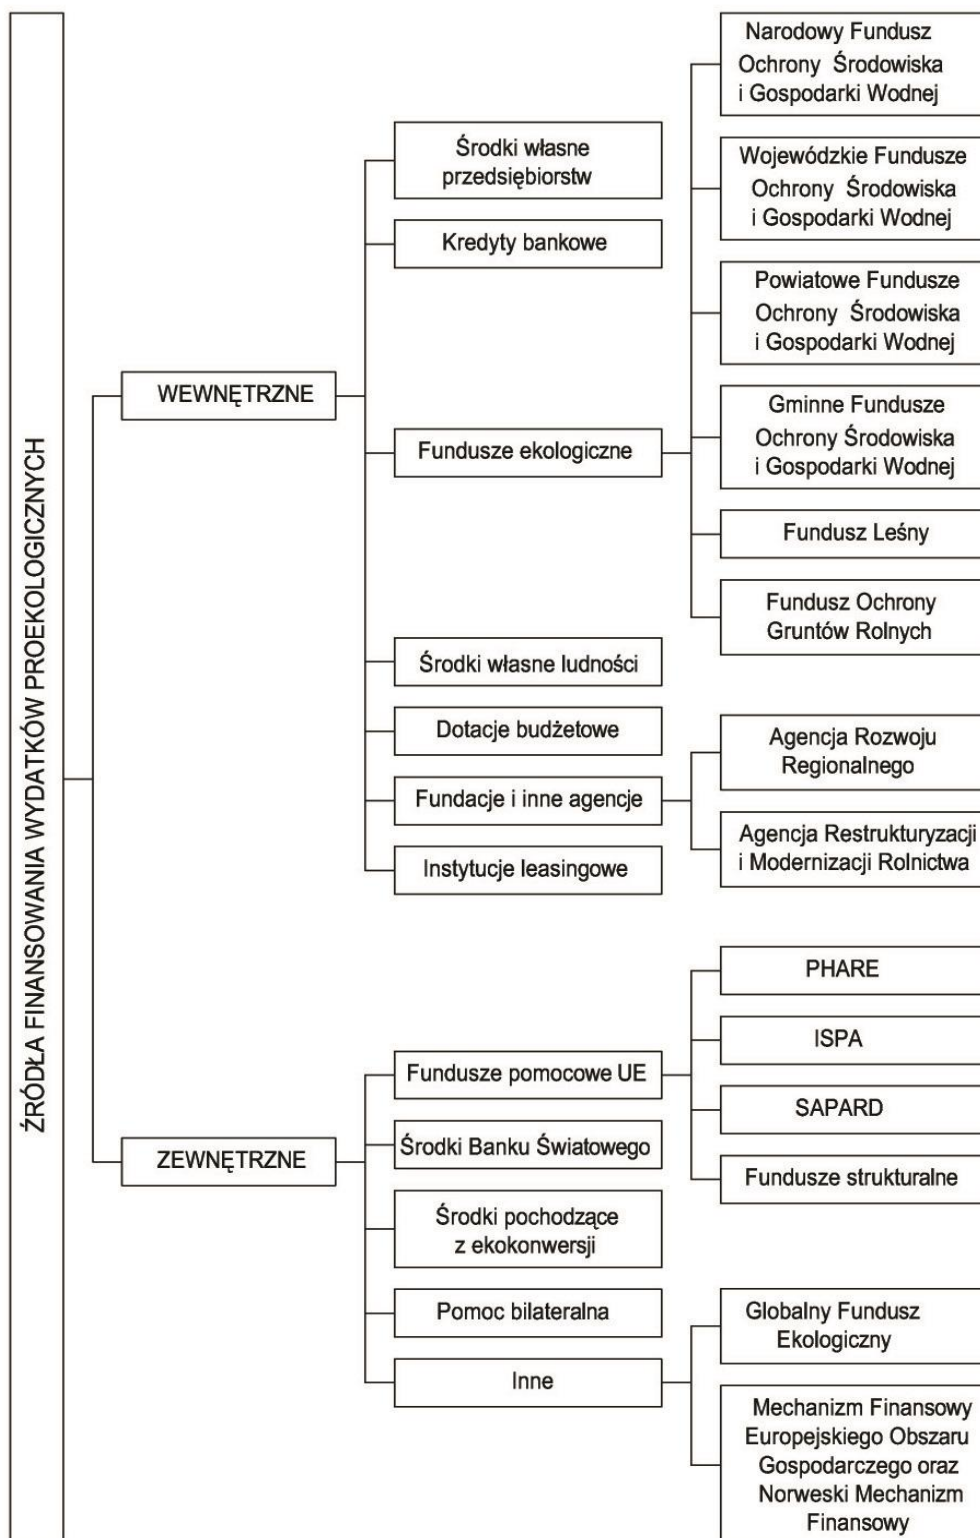 ŹRÓDŁA FINANSOWANIA WYDATKÓW PROEKOLOGICZNYCH
WEWNĘTRZNE
Środki własne
przedsiębiorstw
Kredyty bankowe
Fundusze ekologiczne
Narodowy Fundusz
Ochrony Środowiska
i Gospodarki Wodnej
Wojewódzkie Fundusze
Ochrony Środowiska
i Gospodarki Wodnej
Powiatowe Fundusze
Ochrony Środowiska
i Gospodarki Wodnej
Gminne Fundusze
Ochrony Środowiska
i Gospodarki Wodnej
Fundusz Leśny
Fundusz Ochrony
Gruntów Rolnych
Środki własne ludności
Dotacje budżetowe
Fundacje i inne agencje
Agencja Rozwoju
Regionalnego
Agencja Restrukturyzacji
i Modernizacji Rolnictwa
Instytucje leasingowe
ZEWNĘTRZNE
Fundusze pomocowe UE
PHARE
ISPA
SAPARD
Fundusze strukturalne
Środki Banku Światowego
Środki pochodzące
z ekokonwersji
Pomoc bilateralna
Inne
Globalny Fundusz
Ekologiczny
Mechanizm Finansowy
Europejskiego Obszaru
Gospodarczego oraz
Norweski Mechanizm
Finansowy